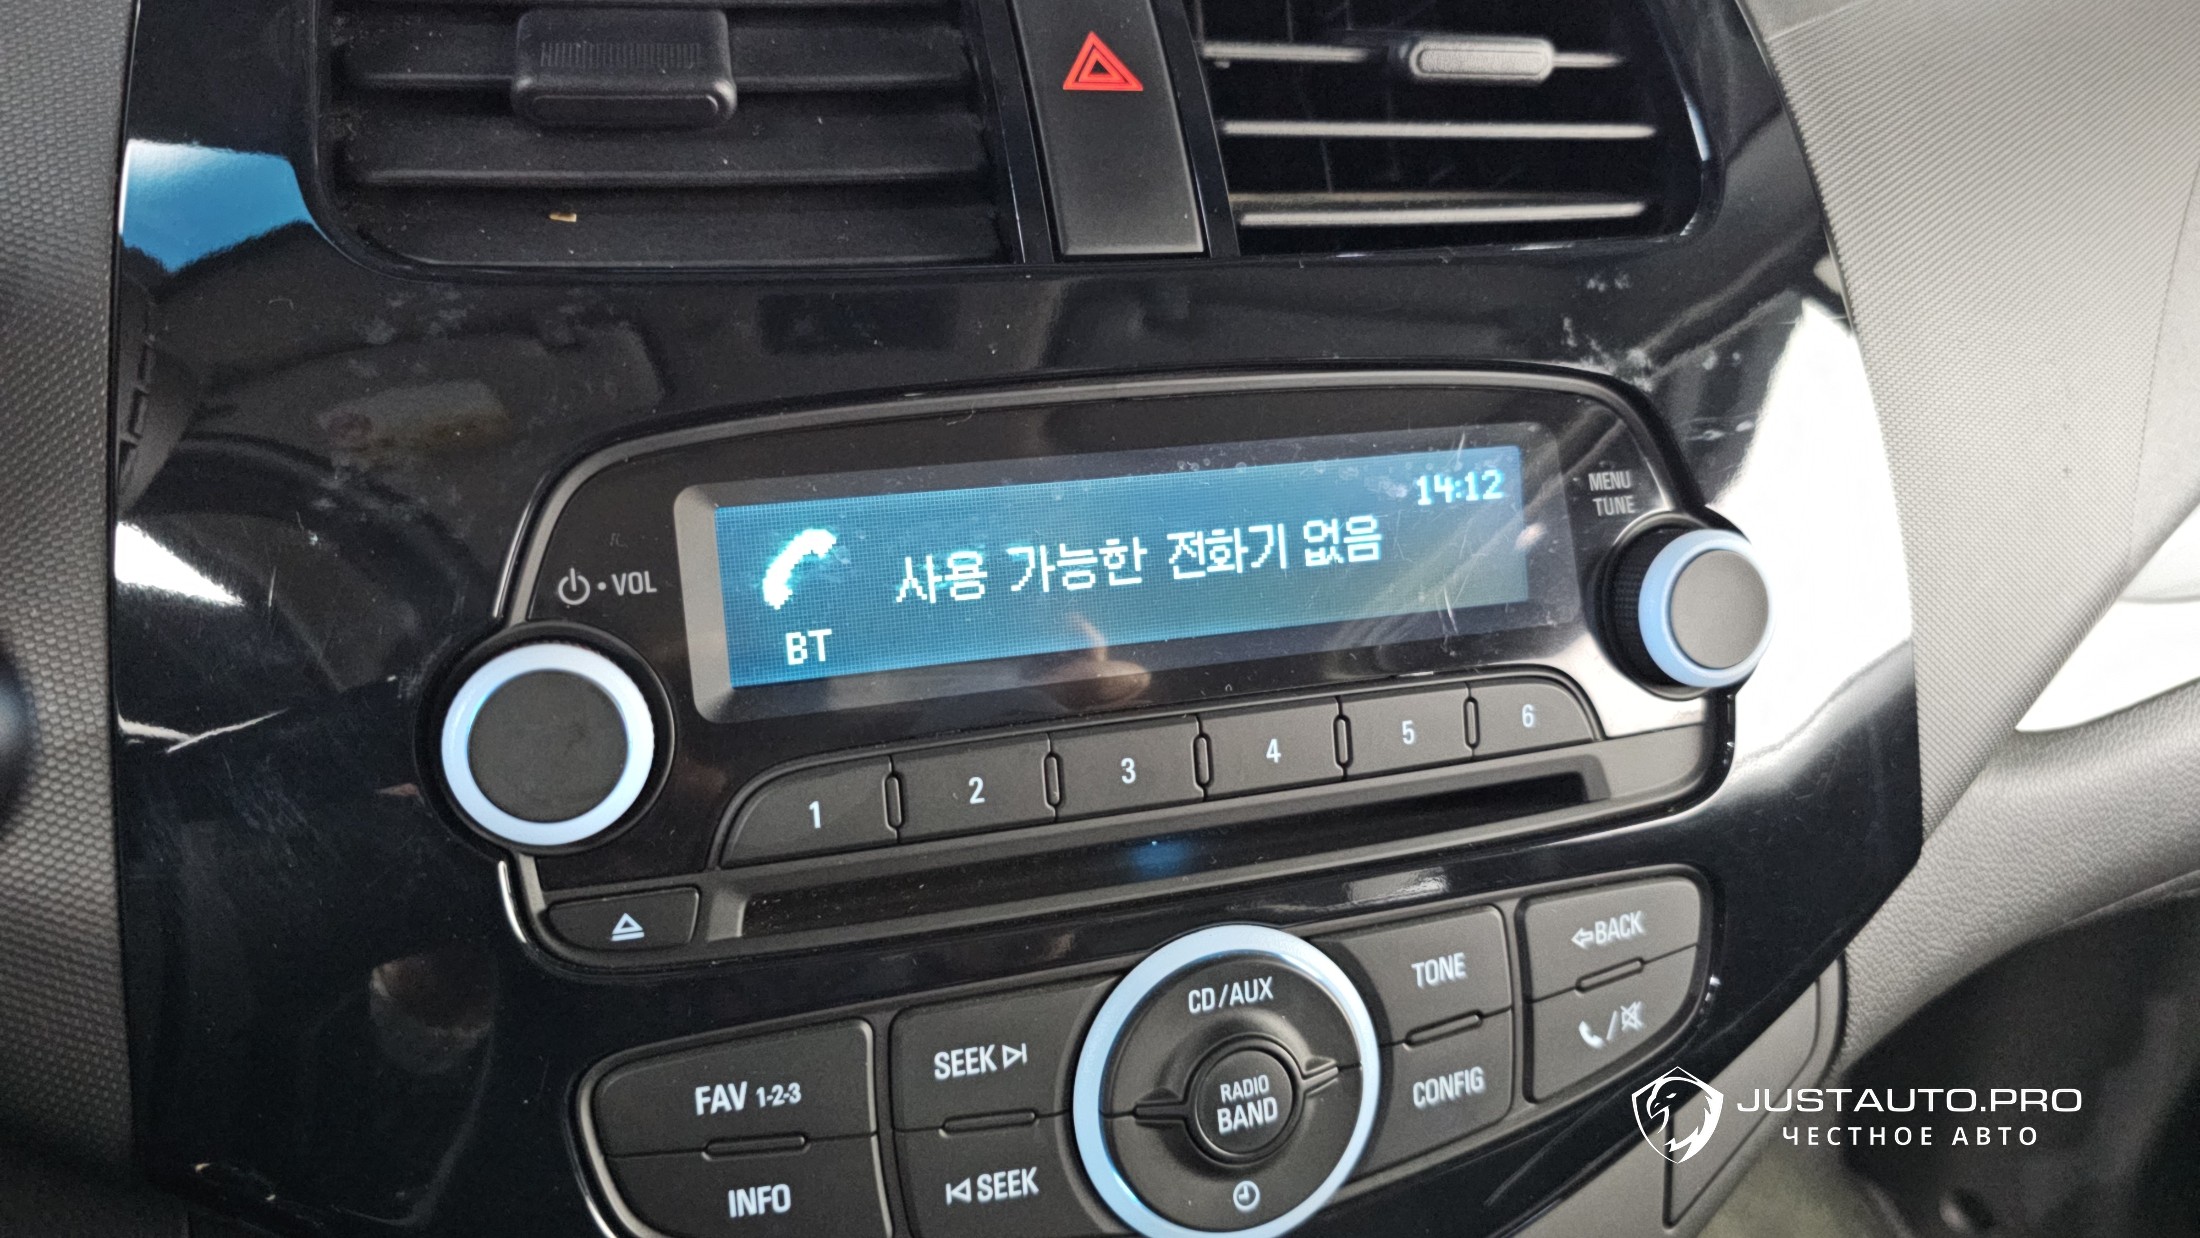 14:12
MENU
TUNE
사용 가능한 전화기 없음
VOL
BT
1 2 3 4 5 6
BACK
CD/AUX
TONE
SEEK
FAV 1-2-3
RADIO
BAND
CONFIG
INFO
SEEK
JUSTAUTO.PRO
ЧЕСТНОЕ АВТО